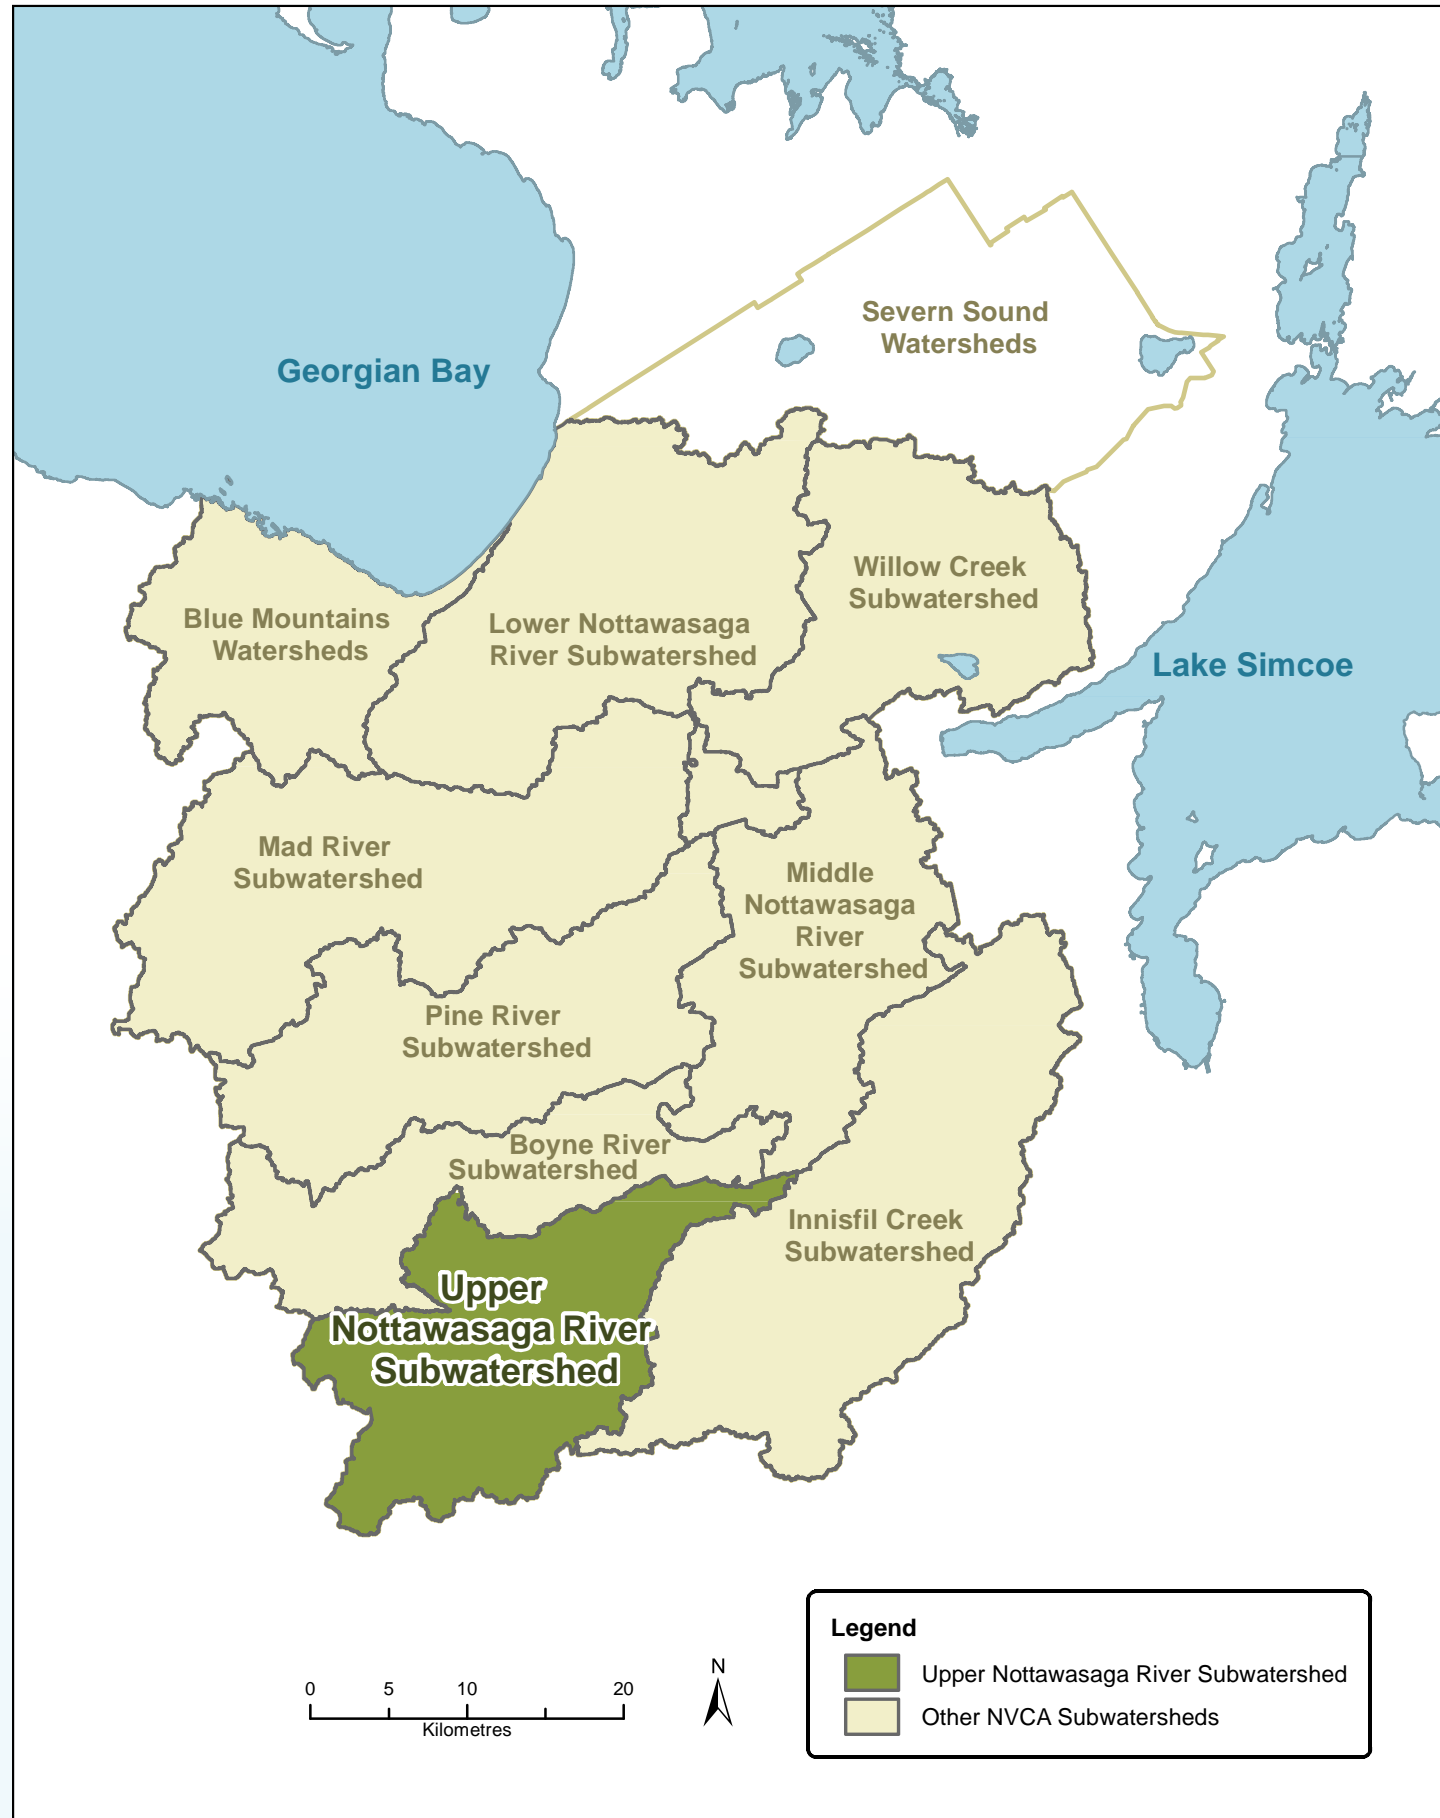 Severn Sound
Watersheds
Georgian Bay
Willow Creek
Subwatershed
Blue Mountains
Watersheds
Lower Nottawasaga
River Subwatershed
Lake Simcoe
Mad River
Subwatershed
Middle
Nottawasaga
River
Subwatershed
Pine River
Subwatershed
Boyne River
Subwatershed
Innisfil Creek
Subwatershed
Upper
Nottawasaga River
Subwatershed
Legend
Upper Nottawasaga River Subwatershed
Other NVCA Subwatersheds
0 5 10 20
Kilometres
N